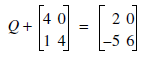 Q + [4 0] = [2 0]
[1 4] [-5 6]